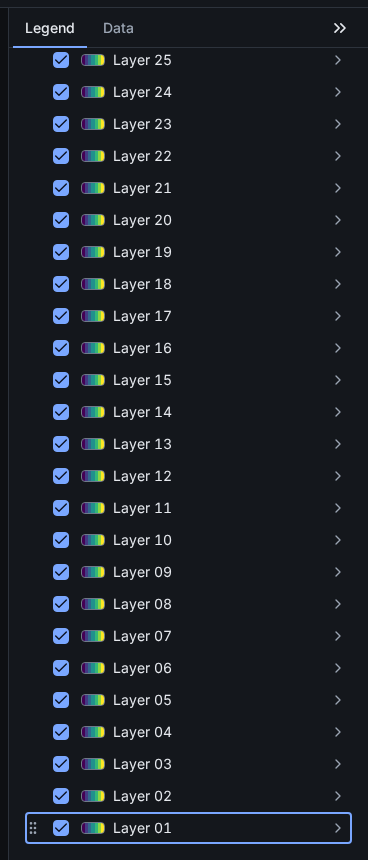 Legend Data
Layer 25
Layer 24
Layer 23
Layer 22
Layer 21
Layer 20
Layer 19
Layer 18
Layer 17
Layer 16
Layer 15
Layer 14
Layer 13
Layer 12
Layer 11
Layer 10
Layer 09
Layer 08
Layer 07
Layer 06
Layer 05
Layer 04
Layer 03
Layer 02
Layer 01